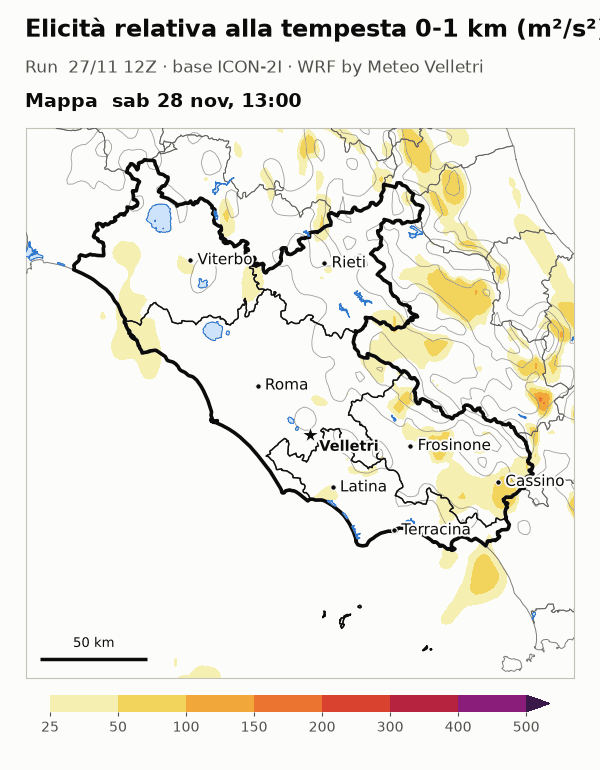 Elicità relativa alla tempesta 0-1 km (m²/s²)
Run 27/11 12Z · base ICON-2I · WRF by Meteo Velletri
Mappa sab 28 nov, 13:00
Viterbo
Rieti
Roma
Velletri
Frosinone
Latina
Cassino
Terracina
50 km
25 50 100 150 200 300 400 500